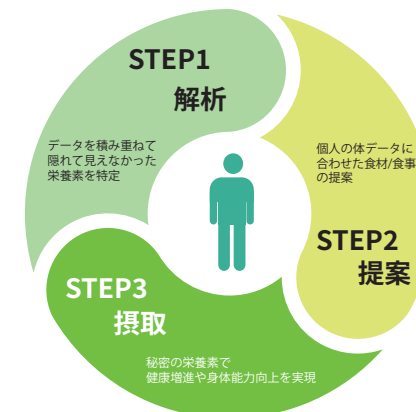 STEP1
解析
データを積み重ねて
隠れて見えなかった
栄養素を特定
個人の体データに
合わせた食材/食事
の提案
STEP2
提案
STEP3
摂取
秘密の栄養素で
健康増進や身体能力向上を実現